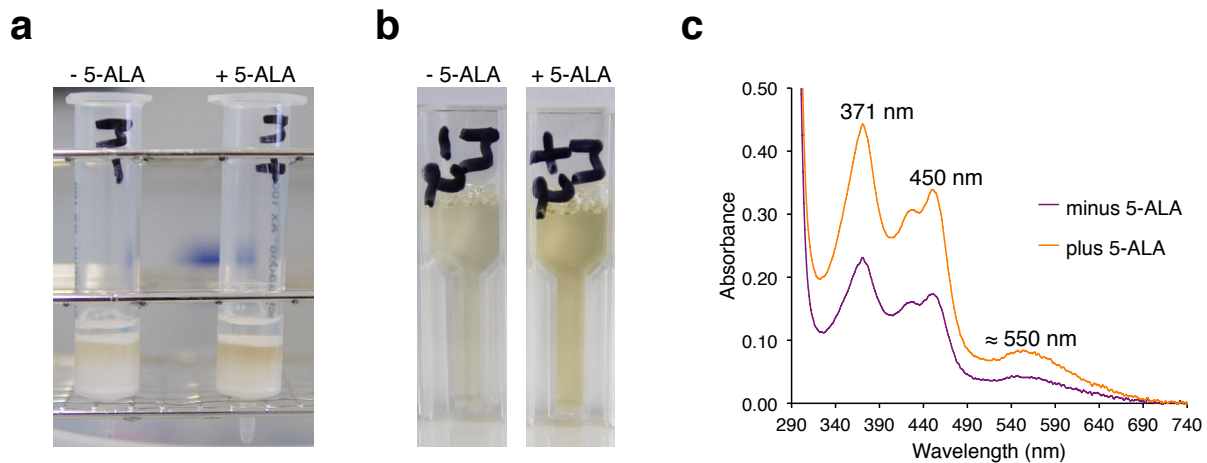 a
b
c
- 5-ALA
+ 5-ALA
- 5-ALA
+ 5-ALA
371 nm
450 nm
≈ 550 nm
minus 5-ALA
plus 5-ALA
Absorbance
0.50
0.40
0.30
0.20
0.10
0.00
290 340 390 440 490 540 590 640 690 740
Wavelength (nm)